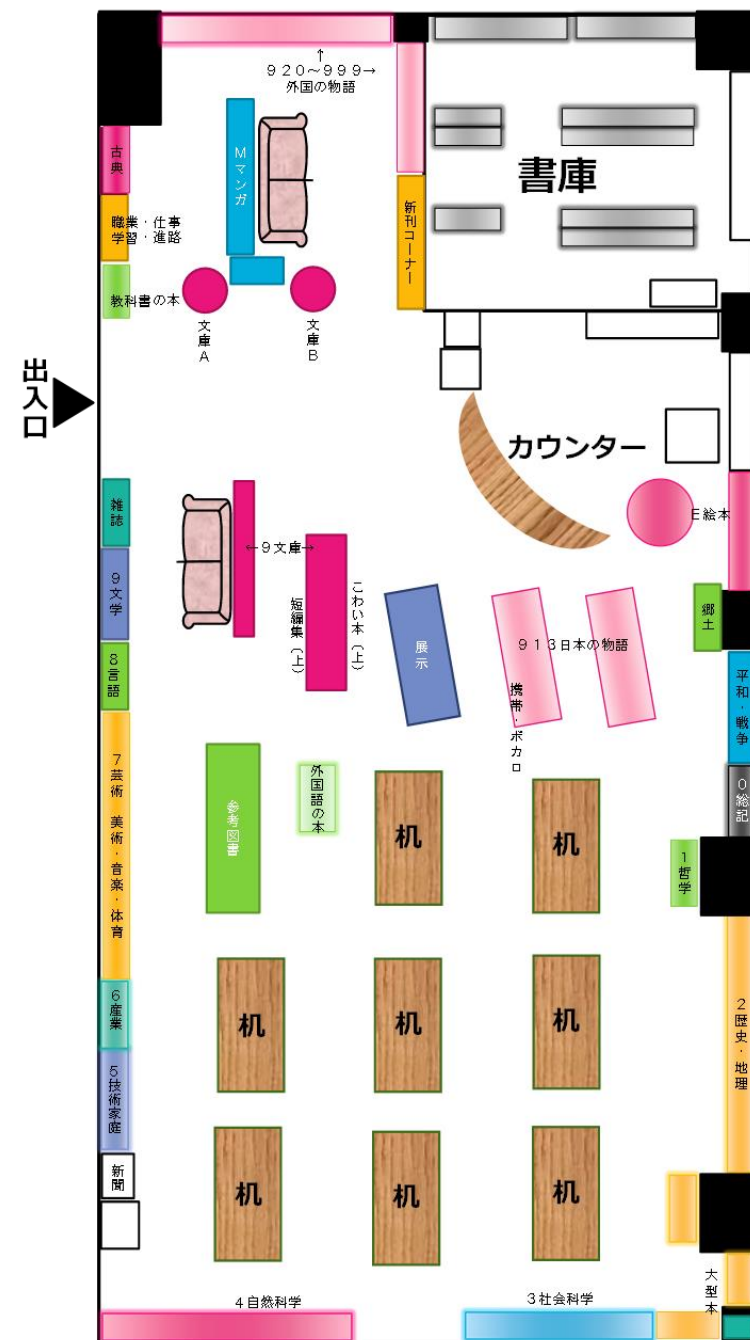 ↑
920～999→
外国の物語
古典
Mマンガ
書庫
職業・仕事
学習・進路
新刊コーナー
教科書の本
文庫A
文庫B
出入口
カウンター
雑誌
E絵本
←9文庫→
9文学
短編集（上）
こわい本（上）
展示
913日本の物語
携帯・ボカロ
郷土
8言語
平和・戦争
7芸術 美術・音楽・体育
参考図書
外国語の本
机
机
0総記
1哲学
6産業
机
机
机
2歴史・地理
5技術家庭
新聞
机
机
机
大型本
4自然科学
3社会科学